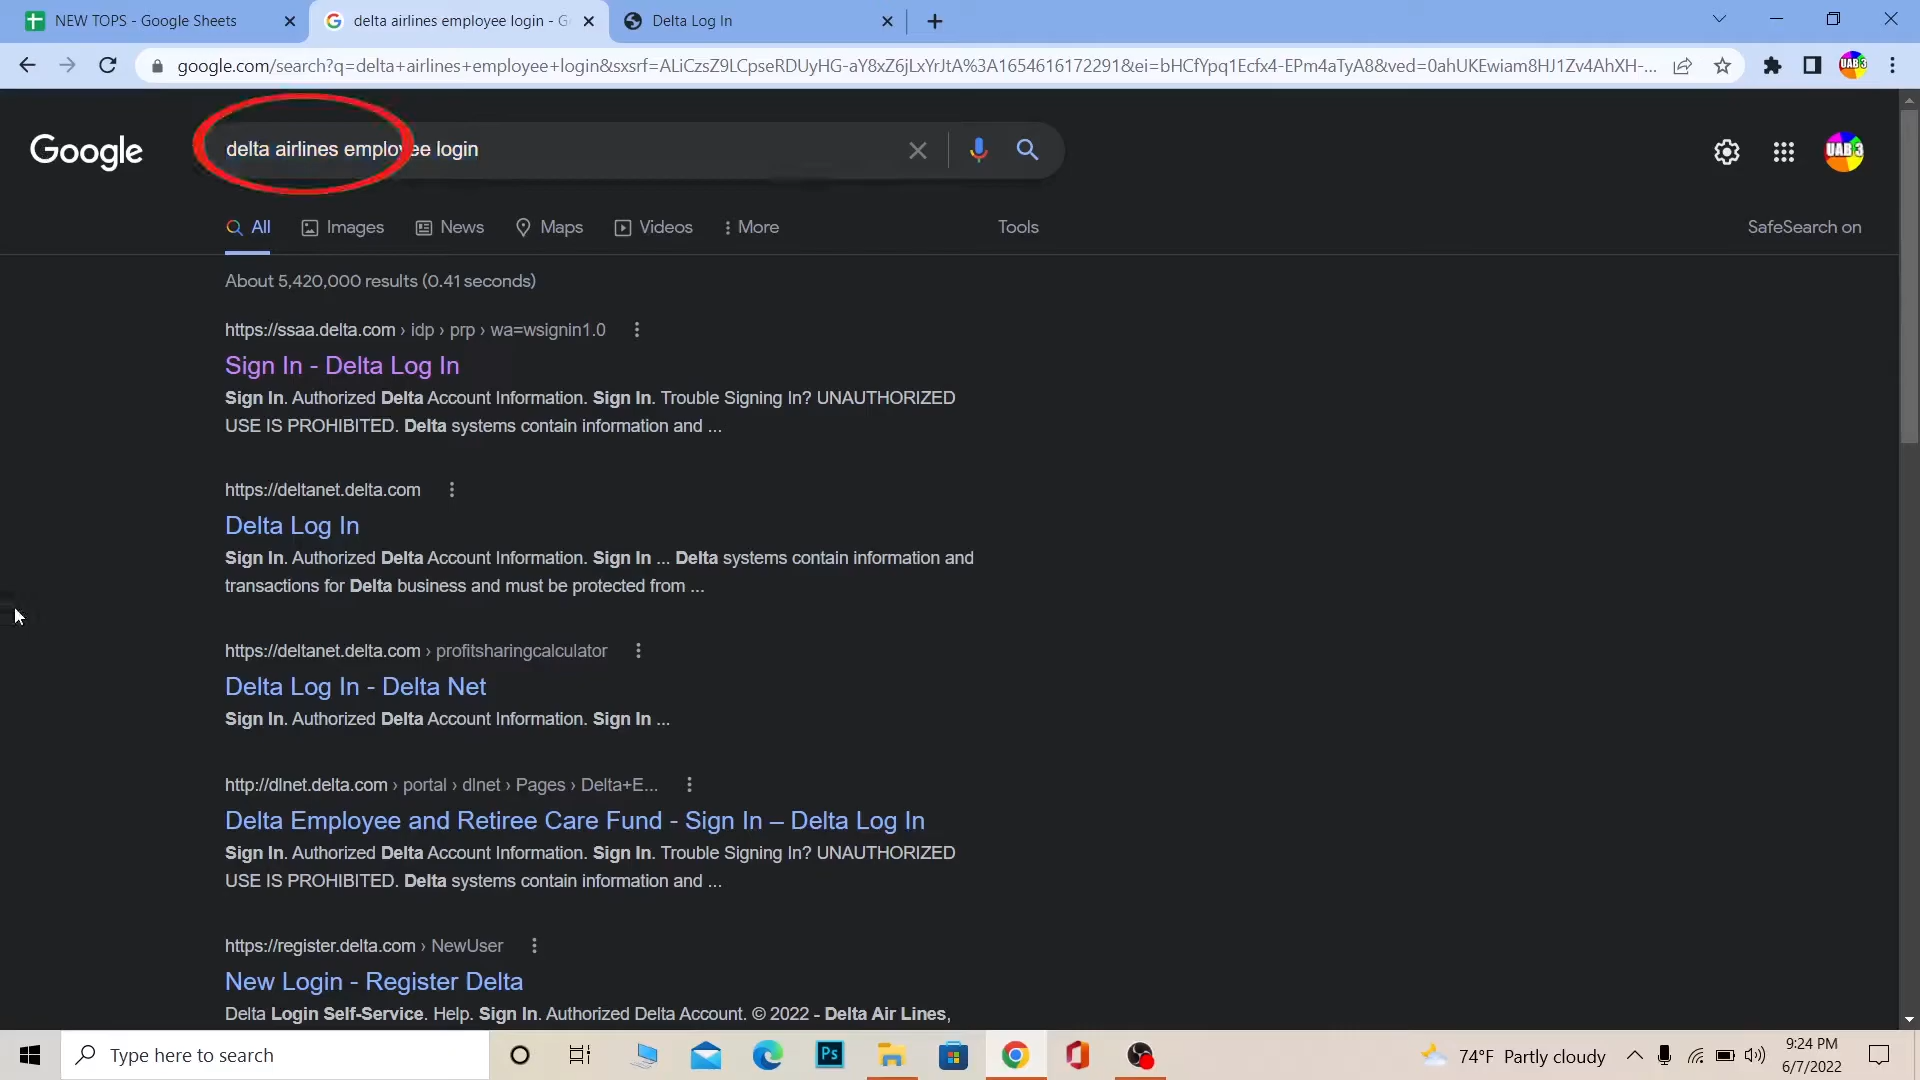 NEW TOPS - Google Sheets
delta airlines employee login - G
Delta Log In
google.com/search?q=delta+airlines+employee+login&sxsrf=ALiCzsZ9LCpseRDUyHG-aY8xZ6jLxYrJtA%3A1654616172291&ei=bHCfYpq1Ecfx4-EPm4aTyA8&ved=0ahUKEwiam8HJ1Zv4AhXH-...
UAB 3
Google
delta airlines employee login
UAB 3
All
Images
News
Maps
Videos
More
Tools
SafeSearch on
About 5,420,000 results (0.41 seconds)
https://ssaa.delta.com › idp › prp › wa=wsignin1.0
Sign In - Delta Log In
Sign In. Authorized Delta Account Information. Sign In. Trouble Signing In? UNAUTHORIZED
USE IS PROHIBITED. Delta systems contain information and ...
https://deltanet.delta.com
Delta Log In
Sign In. Authorized Delta Account Information. Sign In ... Delta systems contain information and
transactions for Delta business and must be protected from ...
https://deltanet.delta.com › profitsharingcalculator
Delta Log In - Delta Net
Sign In. Authorized Delta Account Information. Sign In ...
http://dlnet.delta.com › portal › dlnet › Pages › Delta+E...
Delta Employee and Retiree Care Fund - Sign In – Delta Log In
Sign In. Authorized Delta Account Information. Sign In. Trouble Signing In? UNAUTHORIZED
USE IS PROHIBITED. Delta systems contain information and ...
https://register.delta.com › NewUser
New Login - Register Delta
Delta Login Self-Service. Help. Sign In. Authorized Delta Account. © 2022 - Delta Air Lines,
Type here to search
Ps
74°F Partly cloudy
9:24 PM
6/7/2022